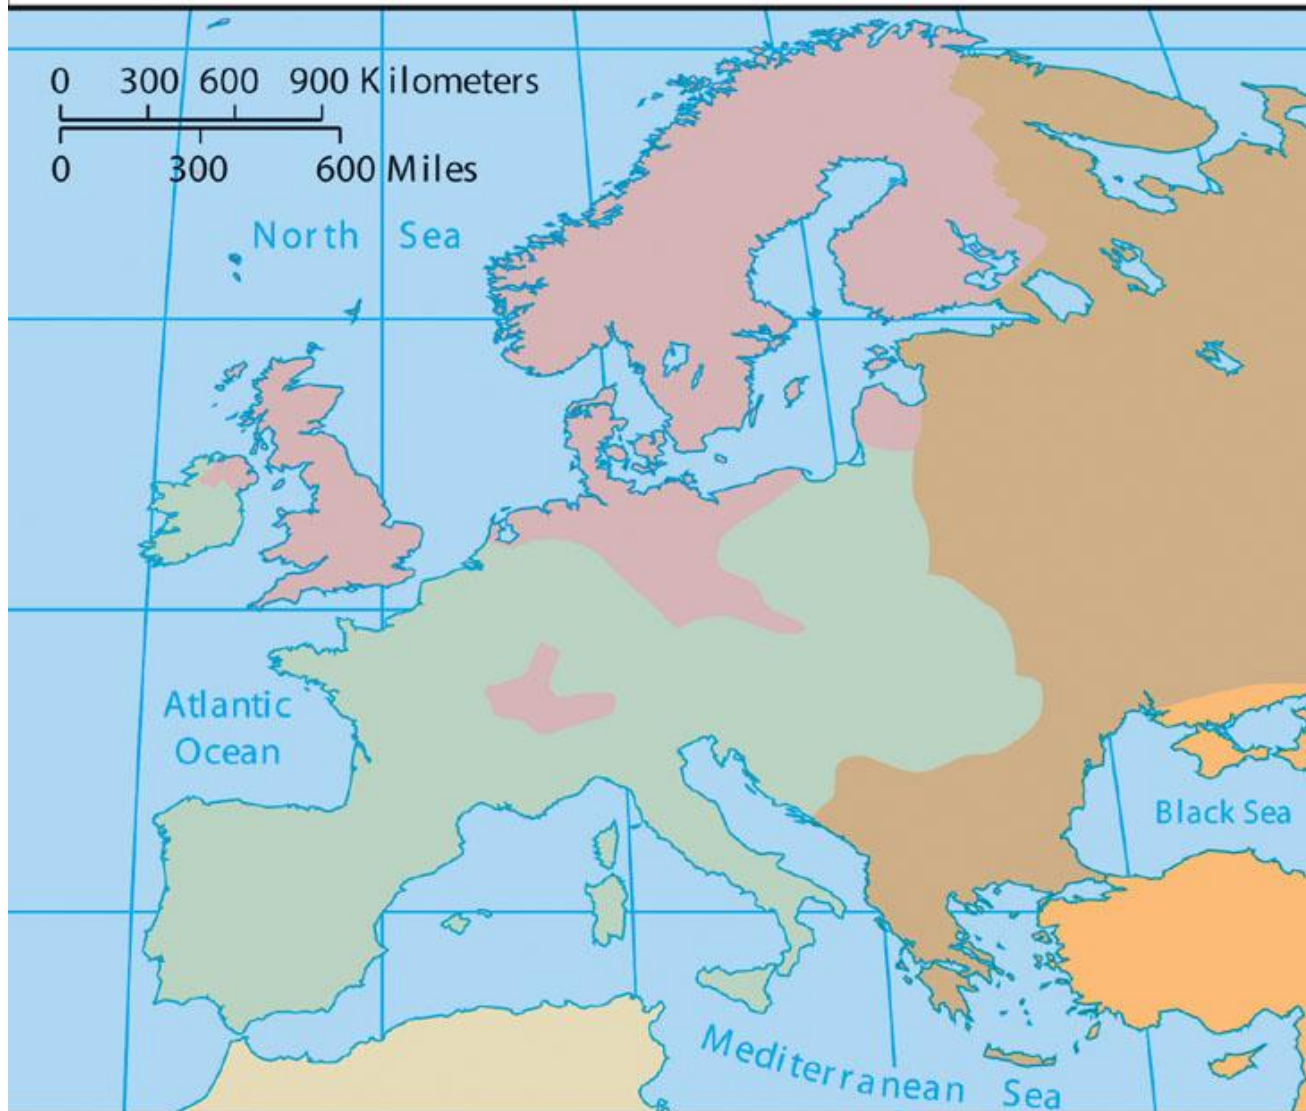 0 300 600 900 Kilometers
0 300 600 Miles
North Sea
Atlantic
Ocean
Black Sea
Mediterranean Sea